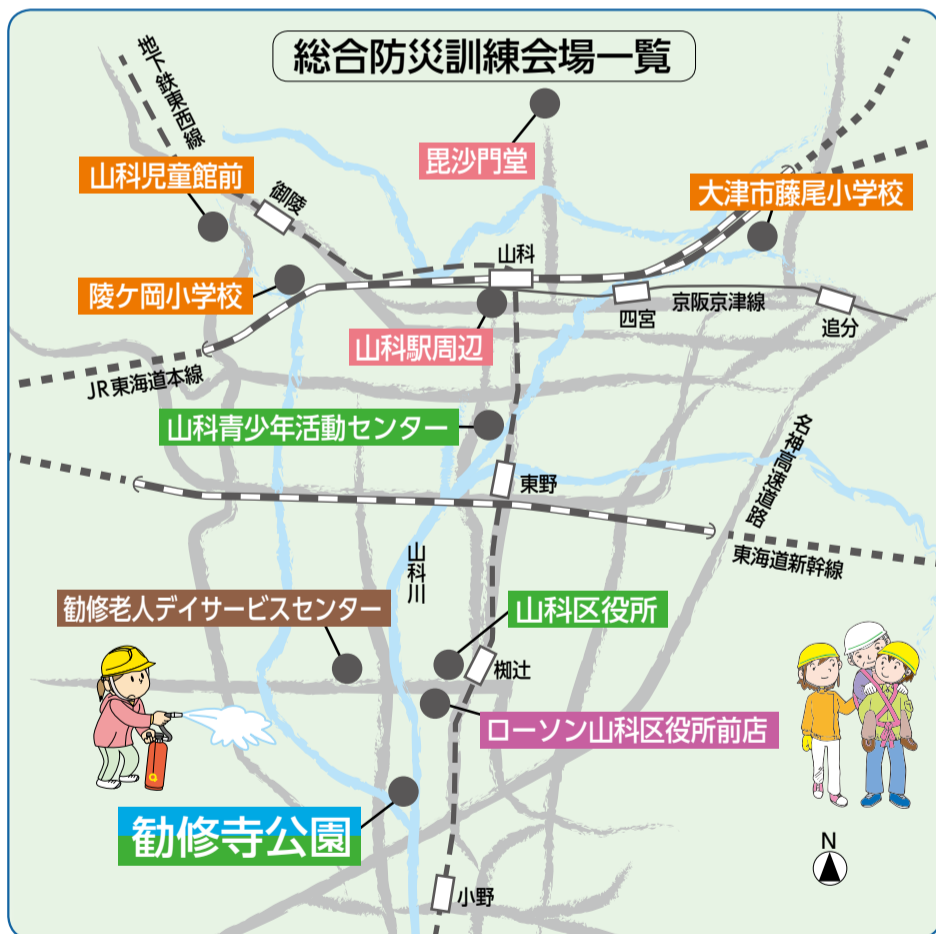 総合防災訓練会場一覧
地下鉄東西線
毘沙門堂
山科児童館前
大津市藤尾小学校
御陵
山科
陵ケ岡小学校
四宮
京阪京津線
追分
山科駅周辺
JR東海道本線
山科青少年活動センター
名神高速道路
東野
東海道新幹線
山科川
勧修老人デイサービスセンター
山科区役所
椥辻
ローソン山科区役所前店
勧修寺公園
N
小野